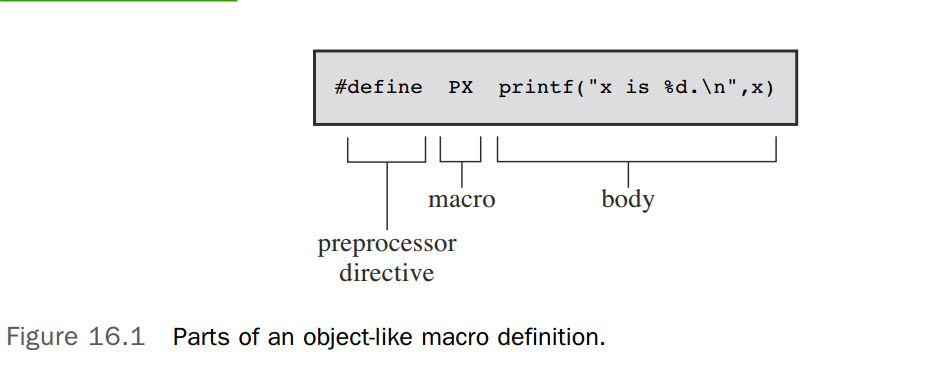 #define PX printf("x is %d.\n",x)
macro body
preprocessor
directive
Figure 16.1 Parts of an object-like macro definition.